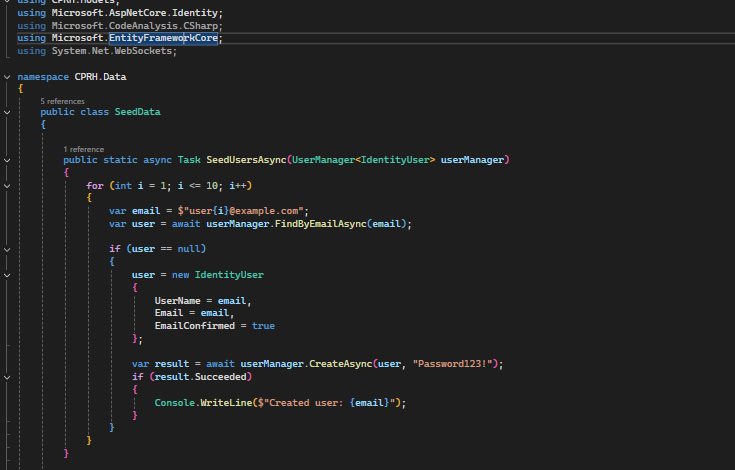 using CPRH.Models;
using Microsoft.AspNetCore.Identity;
using Microsoft.CodeAnalysis.CSharp;
using Microsoft.EntityFrameworkCore;
using System.Net.WebSockets;
namespace CPRH.Data
{
5 references
public class SeedData
{
1 reference
public static async Task SeedUsersAsync(UserManager<IdentityUser> userManager)
{
for (int i = 1; i <= 10; i++)
{
var email = $"user{i}@example.com";
var user = await userManager.FindByEmailAsync(email);
if (user == null)
{
user = new IdentityUser
{
UserName = email,
Email = email,
EmailConfirmed = true
};
var result = await userManager.CreateAsync(user, "Password123!");
if (result.Succeeded)
{
Console.WriteLine($"Created user: {email}");
}
}
}
}